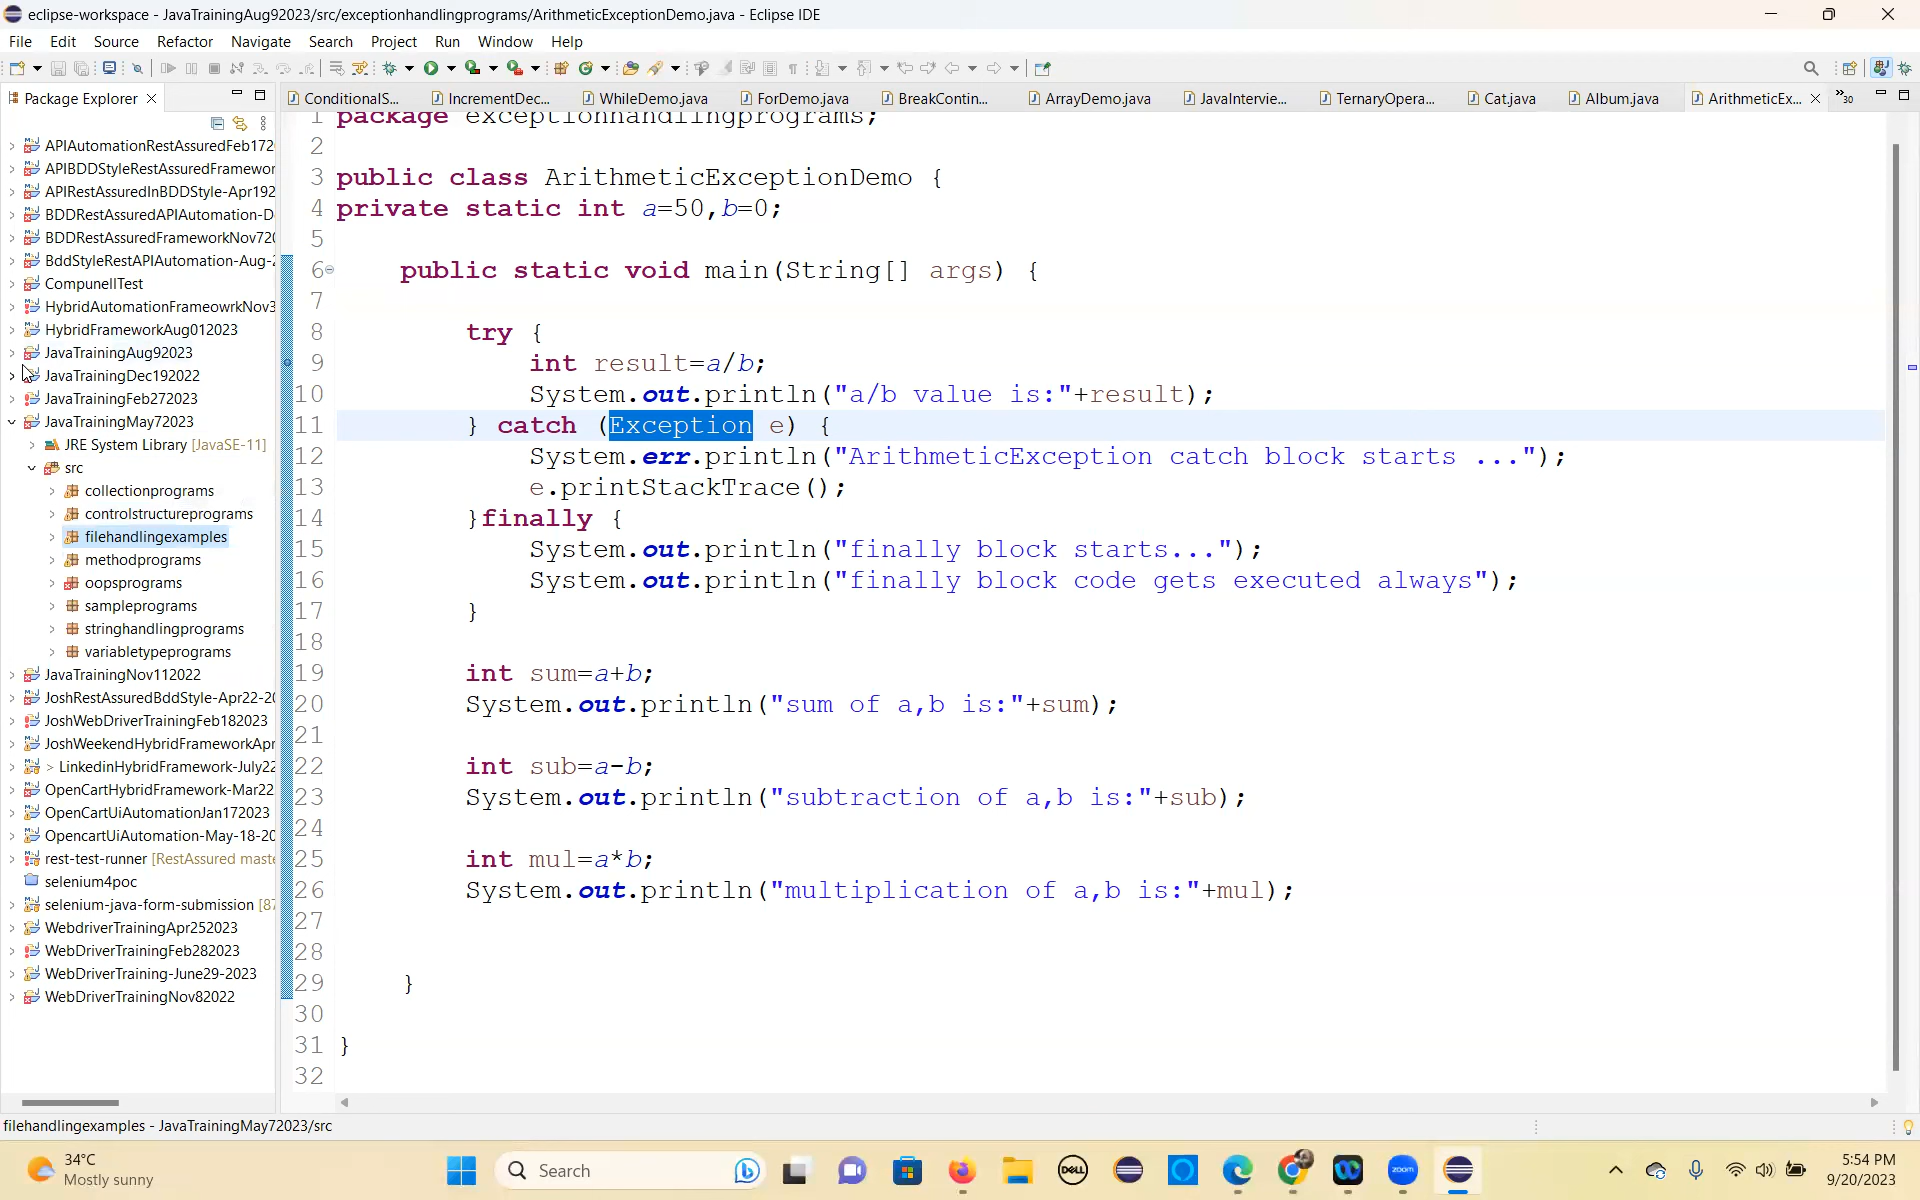 eclipse-workspace - JavaTrainingAug92023/src/exceptionhandlingprograms/ArithmeticExceptionDemo.java - Eclipse IDE
File Edit Source Refactor Navigate Search Project Run Window Help
Package Explorer
ConditionalS... IncrementDec... WhileDemo.java ForDemo.java BreakContin... ArrayDemo.java JavaIntervie... TernaryOpera... Cat.java Album.java ArithmeticEx... »30
APIAutomationRestAssuredFeb172
APIBDDStyleRestAssuredFramewor
APIRestAssuredInBDDStyle-Apr192
BDDRestAssuredAPIAutomation-D
BDDRestAssuredFrameworkNov720
BddStyleRestAPIAutomation-Aug-2
CompunellTest
HybridAutomationFrameowrkNov3
HybridFrameworkAug012023
JavaTrainingAug92023
JavaTrainingDec192022
JavaTrainingFeb272023
JavaTrainingMay72023
JRE System Library [JavaSE-11]
src
collectionprograms
controlstructureprograms
filehandlingexamples
methodprograms
oopsprograms
sampleprograms
stringhandlingprograms
variabletypeprograms
JavaTrainingNov112022
JoshRestAssuredBddStyle-Apr22-20
JoshWebDriverTrainingFeb182023
JoshWeekendHybridFrameworkApr
> LinkedinHybridFramework-July22
OpenCartHybridFramework-Mar22
OpenCartUiAutomationJan172023
OpencartUiAutomation-May-18-20
rest-test-runner [RestAssured maste
selenium4poc
selenium-java-form-submission [87
WebdriverTrainingApr252023
WebDriverTrainingFeb282023
WebDriverTraining-June29-2023
WebDriverTrainingNov82022
1 package exceptionhandlingprograms;
2
3 public class ArithmeticExceptionDemo {
4 private static int a=50,b=0;
5
6 public static void main(String[] args) {
7
8 try {
9 int result=a/b;
10 System.out.println("a/b value is:"+result);
11 } catch (Exception e) {
12 System.err.println("ArithmeticException catch block starts ...");
13 e.printStackTrace();
14 }finally {
15 System.out.println("finally block starts...");
16 System.out.println("finally block code gets executed always");
17 }
18
19 int sum=a+b;
20 System.out.println("sum of a,b is:"+sum);
21
22 int sub=a-b;
23 System.out.println("subtraction of a,b is:"+sub);
24
25 int mul=a*b;
26 System.out.println("multiplication of a,b is:"+mul);
27
28
29 }
30
31 }
32
filehandlingexamples - JavaTrainingMay72023/src
34°C
Mostly sunny
Search
DELL
zoom
5:54 PM
9/20/2023